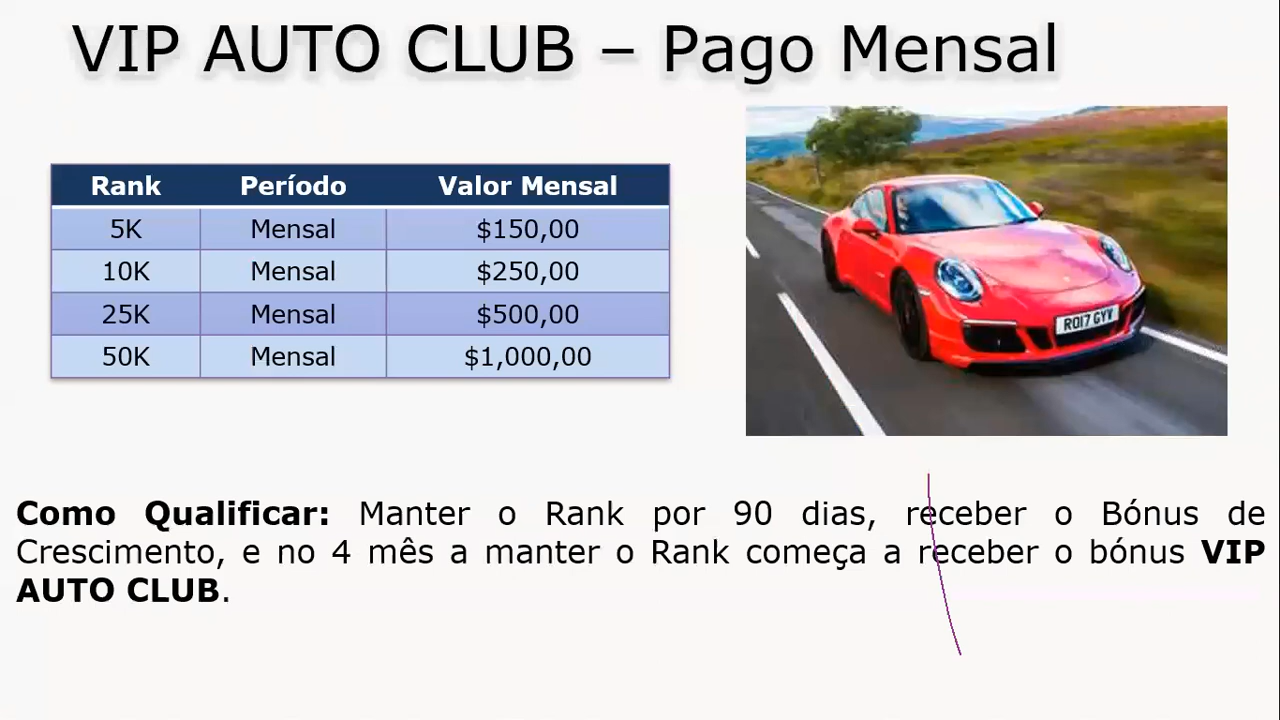 VIP AUTO CLUB – Pago Mensal
Rank Período Valor Mensal
5K Mensal $150,00
10K Mensal $250,00
25K Mensal $500,00
50K Mensal $1,000,00
RO17 GYV
Como Qualificar: Manter o Rank por 90 dias, receber o Bónus de
Crescimento, e no 4 mês a manter o Rank começa a receber o bónus VIP
AUTO CLUB.